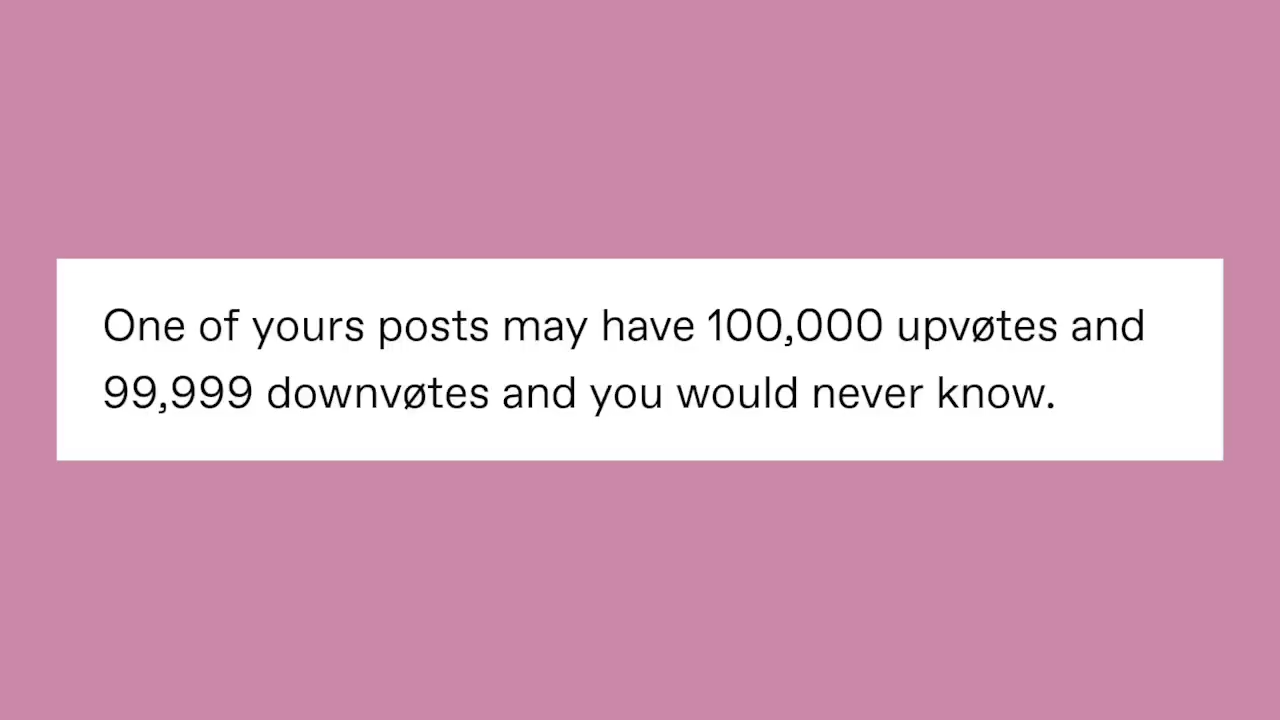 One of yours posts may have 100,000 upvøtes and
99,999 downvøtes and you would never know.